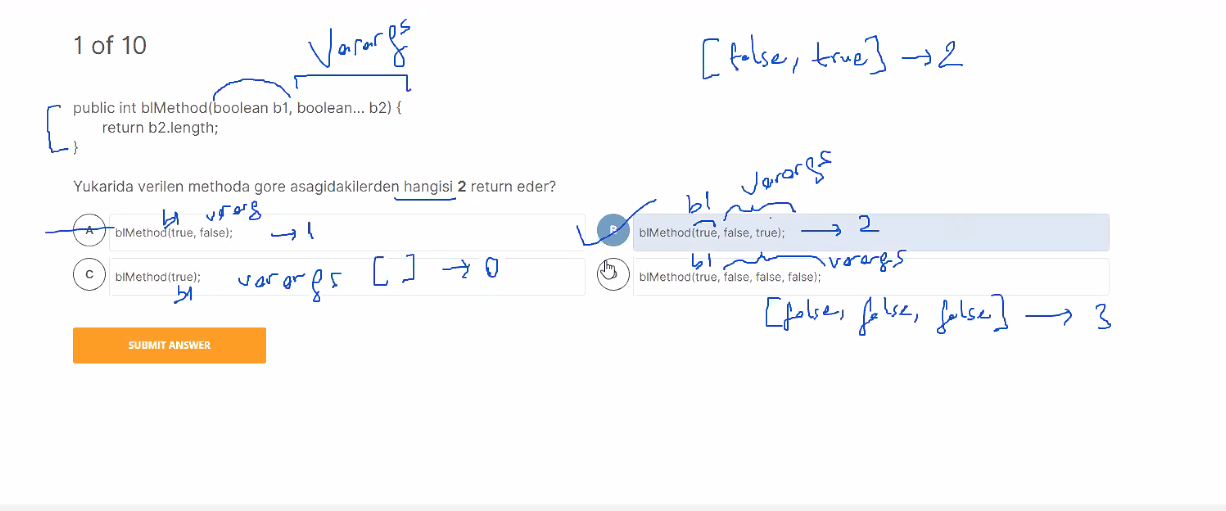 1 of 10
Varargs
[false, true] → 2
public int blMethod(boolean b1, boolean... b2) {
return b2.length;
}
Yukarida verilen methoda gore asagidakilerden hangisi 2 return eder?
b1 varg
b1 varargs
A blMethod(true, false); → 1
B blMethod(true, false, true); → 2
b1 varargs
C blMethod(true); varargs [ ] → 0
b1
blMethod(true, false, false, false);
[false, false, false] → 3
SUBMIT ANSWER